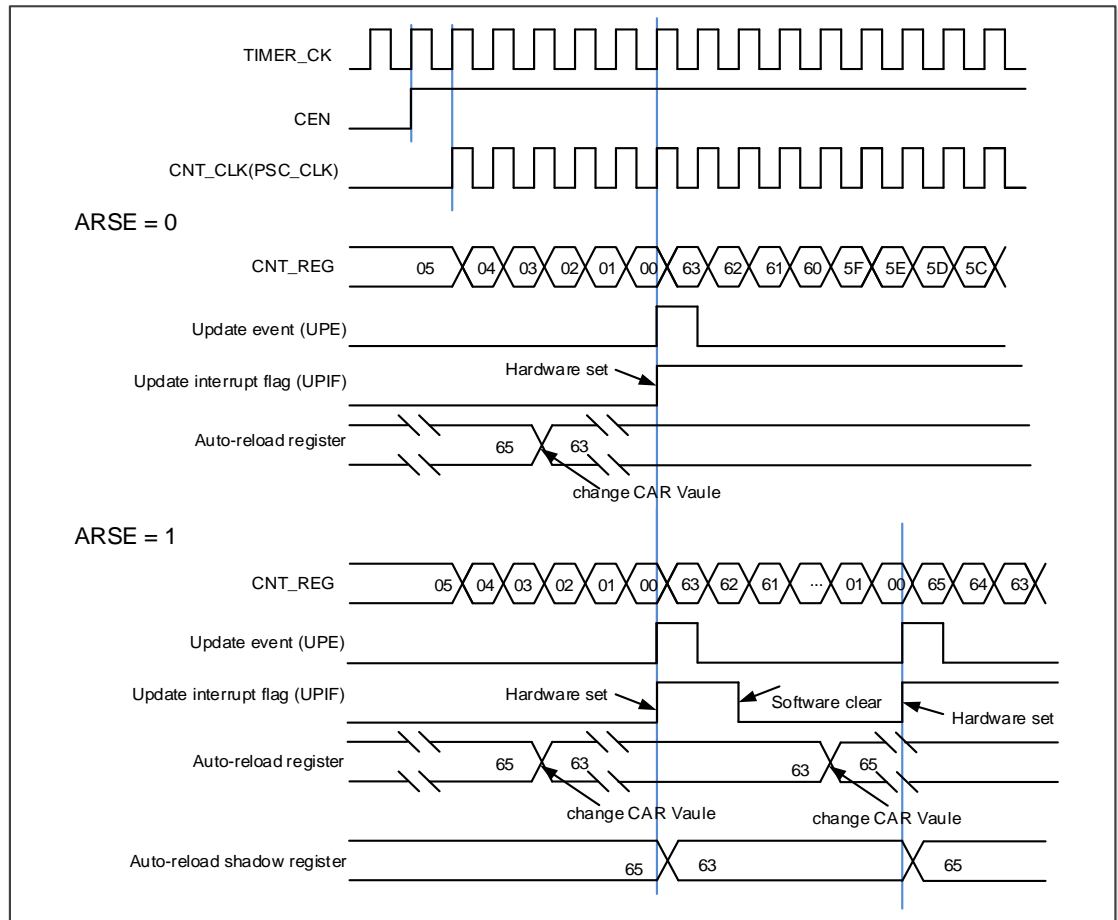 TIMER_CK
CEN
CNT_CLK(PSC_CLK)
ARSE = 0
CNT_REG 05 04 03 02 01 00 63 62 61 60 5F 5E 5D 5C
Update event (UPE)
Hardware set
Update interrupt flag (UPIF)
Auto-reload register 65 63
change CAR Vaule
ARSE = 1
CNT_REG 05 04 03 02 01 00 63 62 61 ... 01 00 65 64 63
Update event (UPE)
Update interrupt flag (UPIF) Hardware set Software clear Hardware set
Auto-reload register 65 63 63 65
change CAR Vaule change CAR Vaule
Auto-reload shadow register 65 63 65